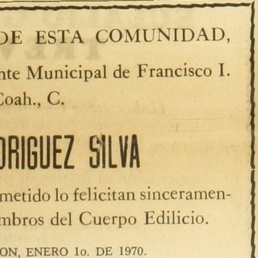 DE ESTA COMUNIDAD,
nte Municipal de Francisco I.
Coah., C.
ORIGUEZ SILVA
metido lo felicitan sinceramen-
mbros del Cuerpo Edilicio.
ON, ENERO 1o. DE 1970.